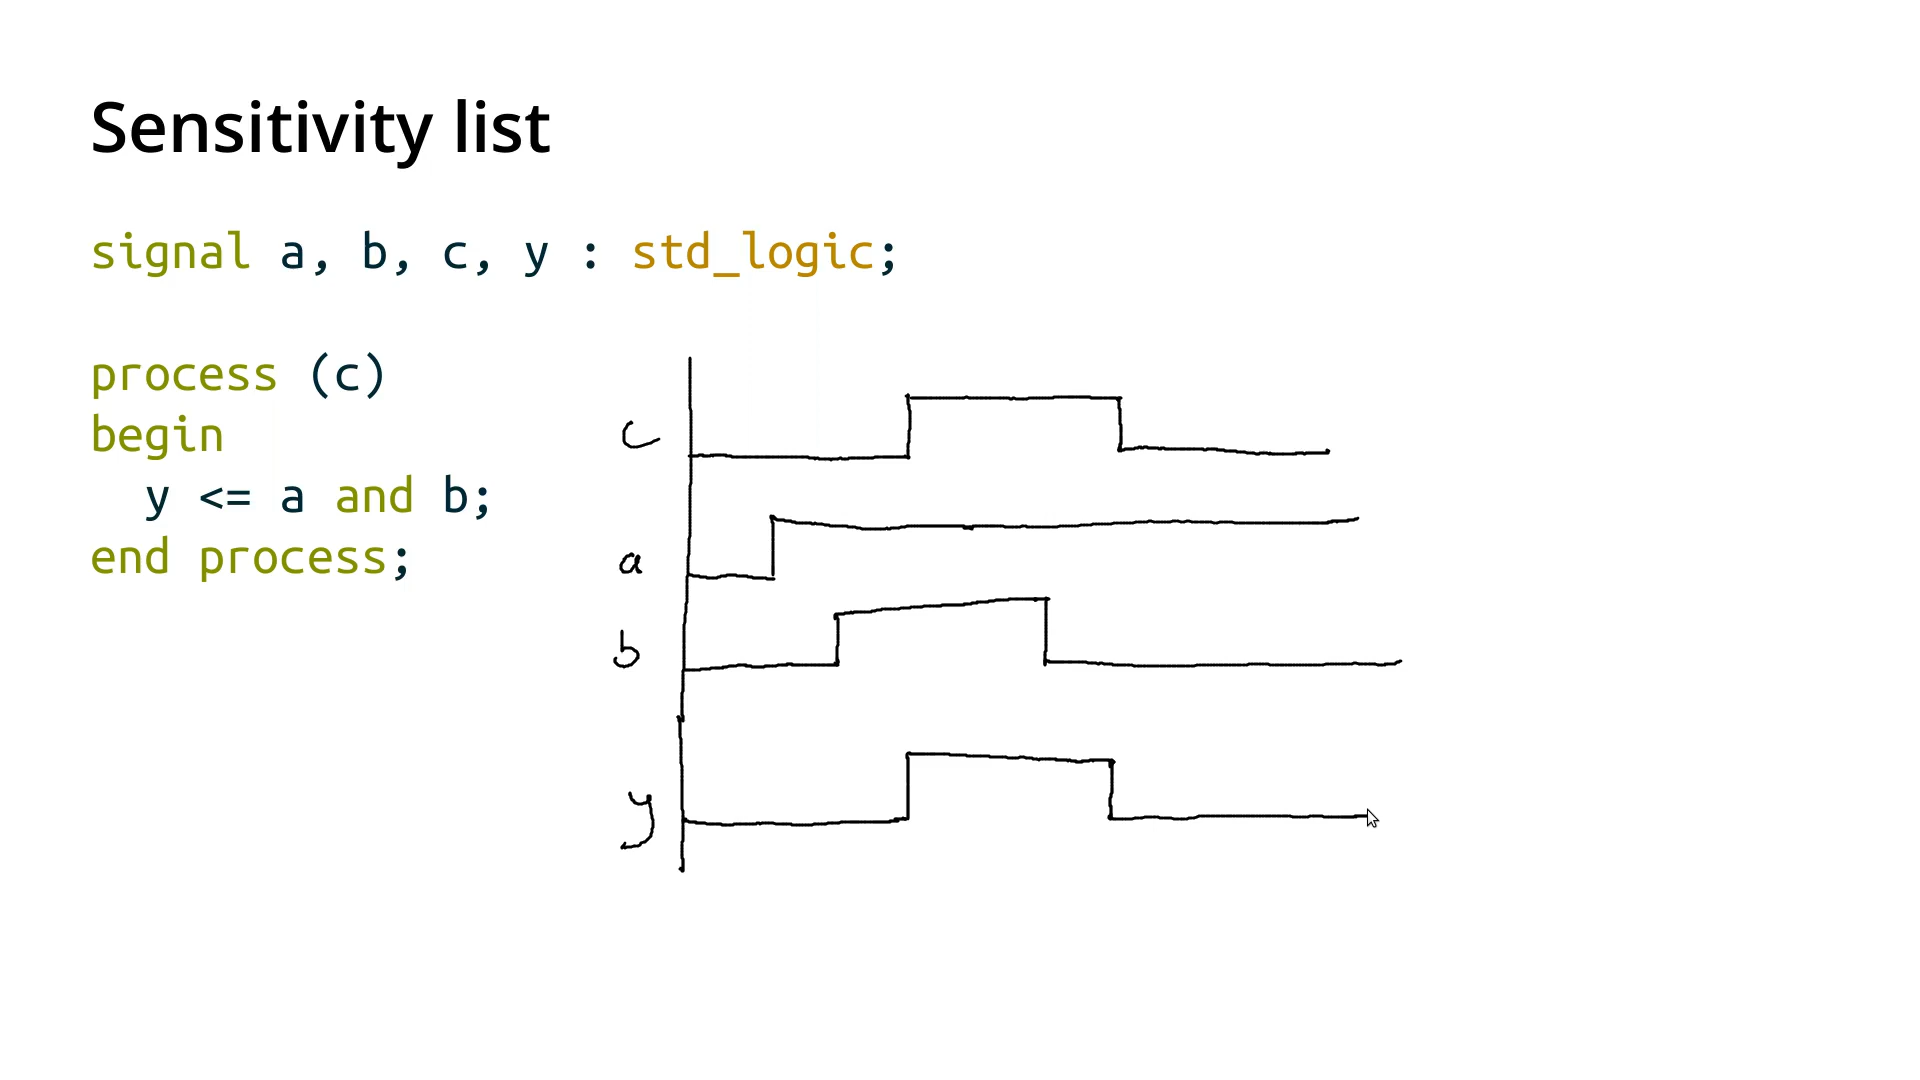 Sensitivity list
signal a, b, c, y : std_logic;
process (c)
begin
y <= a and b;
end process;
c
a
b
y